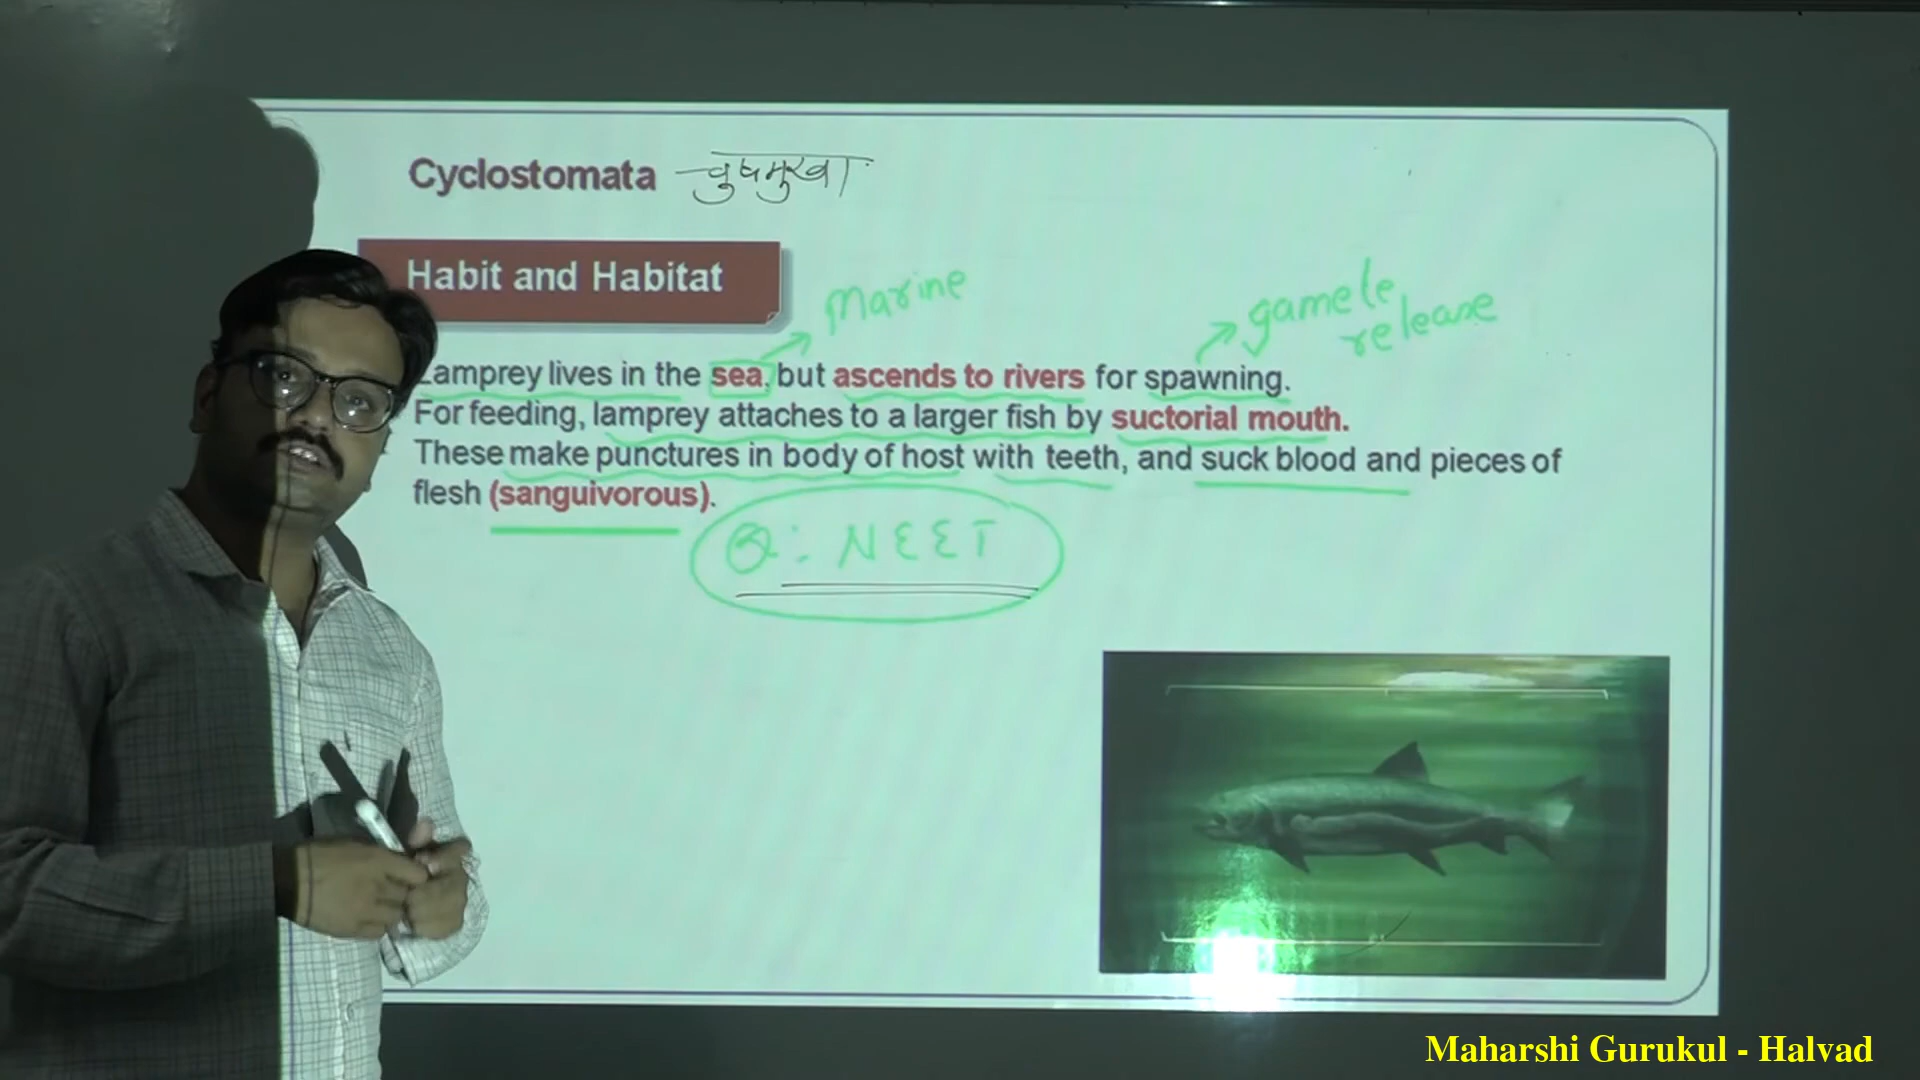 Cyclostomata चुषमुखा
Habit and Habitat
Marine
gamete
release
Lamprey lives in the sea, but ascends to rivers for spawning.
For feeding, lamprey attaches to a larger fish by suctorial mouth.
These make punctures in body of host with teeth, and suck blood and pieces of
flesh (sanguivorous).
Q:- NEET
Maharshi Gurukul - Halvad